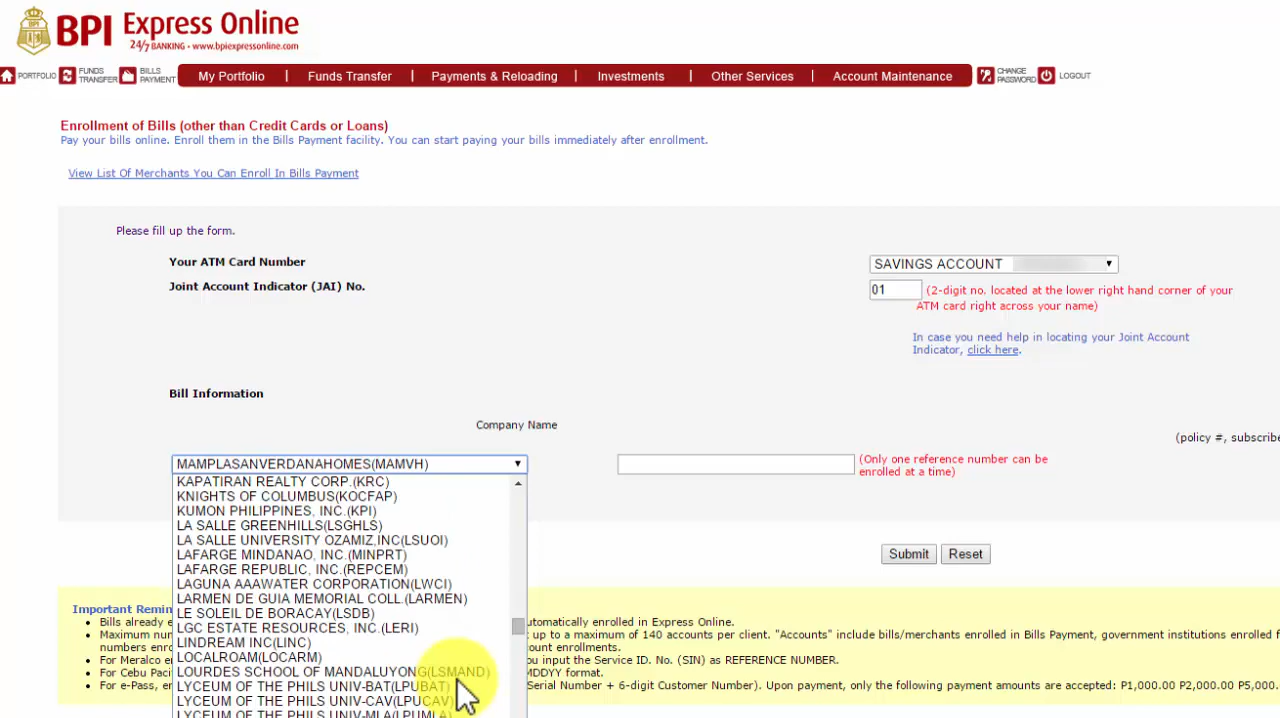 BPI Express Online
24/7 BANKING • www.bpiexpressonline.com
PORTFOLIO FUNDS TRANSFER BILLS PAYMENT My Portfolio | Funds Transfer | Payments & Reloading | Investments | Other Services | Account Maintenance CHANGE PASSWORD LOGOUT
Enrollment of Bills (other than Credit Cards or Loans)
Pay your bills online. Enroll them in the Bills Payment facility. You can start paying your bills immediately after enrollment.
View List Of Merchants You Can Enroll In Bills Payment
Please fill up the form.
Your ATM Card Number SAVINGS ACCOUNT
Joint Account Indicator (JAI) No. 01 (2-digit no. located at the lower right hand corner of your
ATM card right across your name)
In case you need help in locating your Joint Account
Indicator, click here.
Bill Information
Company Name
(policy #, subscribe
MAMPLASANVERDANAHOMES(MAMVH) (Only one reference number can be
enrolled at a time)
KAPATIRAN REALTY CORP.(KRC)
KNIGHTS OF COLUMBUS(KOCFAP)
KUMON PHILIPPINES, INC.(KPI)
LA SALLE GREENHILLS(LSGHLS)
LA SALLE UNIVERSITY OZAMIZ,INC(LSUOI)
LAFARGE MINDANAO, INC.(MINPRT)
LAFARGE REPUBLIC, INC.(REPCEM)
LAGUNA AAAWATER CORPORATION(LWCI)
LARMEN DE GUIA MEMORIAL COLL.(LARMEN)
LE SOLEIL DE BORACAY(LSDB)
LGC ESTATE RESOURCES, INC.(LERI)
LINDREAM INC(LINC)
LOCALROAM(LOCARM)
LOURDES SCHOOL OF MANDALUYONG(LSMAND)
LYCEUM OF THE PHILS UNIV-BAT(LPUBAT)
LYCEUM OF THE PHILS UNIV-CAV(LPUCAV)
LYCEUM OF THE PHILS UNIV-MLA(LPUMLA)
Submit Reset
Important Remin
Bills already e utomatically enrolled in Express Online.
Maximum nu t up to a maximum of 140 accounts per client. "Accounts" include bills/merchants enrolled in Bills Payment, government institutions enrolled f
numbers enro count enrollments.
For Meralco e ou input the Service ID. No. (SIN) as REFERENCE NUMBER.
For Cebu Paci MDDYY format.
For e-Pass, en Serial Number + 6-digit Customer Number). Upon payment, only the following payment amounts are accepted: P1,000.00 P2,000.00 P5,000.